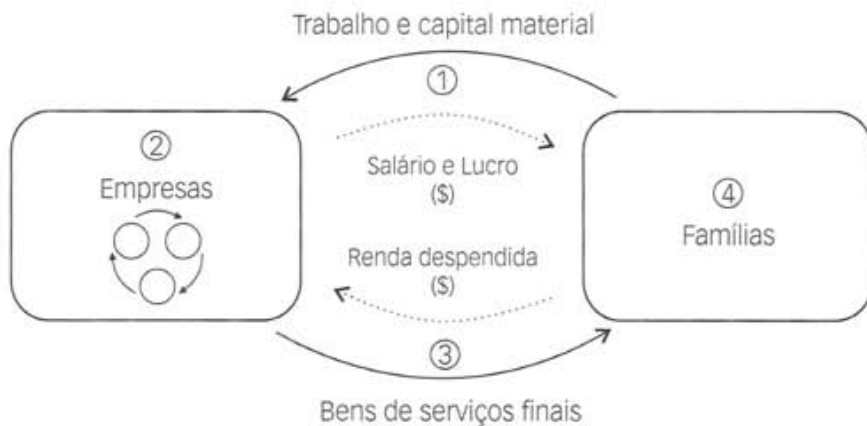 Trabalho e capital material
①
②
Empresas
Salário e Lucro
($)
④
Famílias
Renda despendida
($)
③
Bens de serviços finais